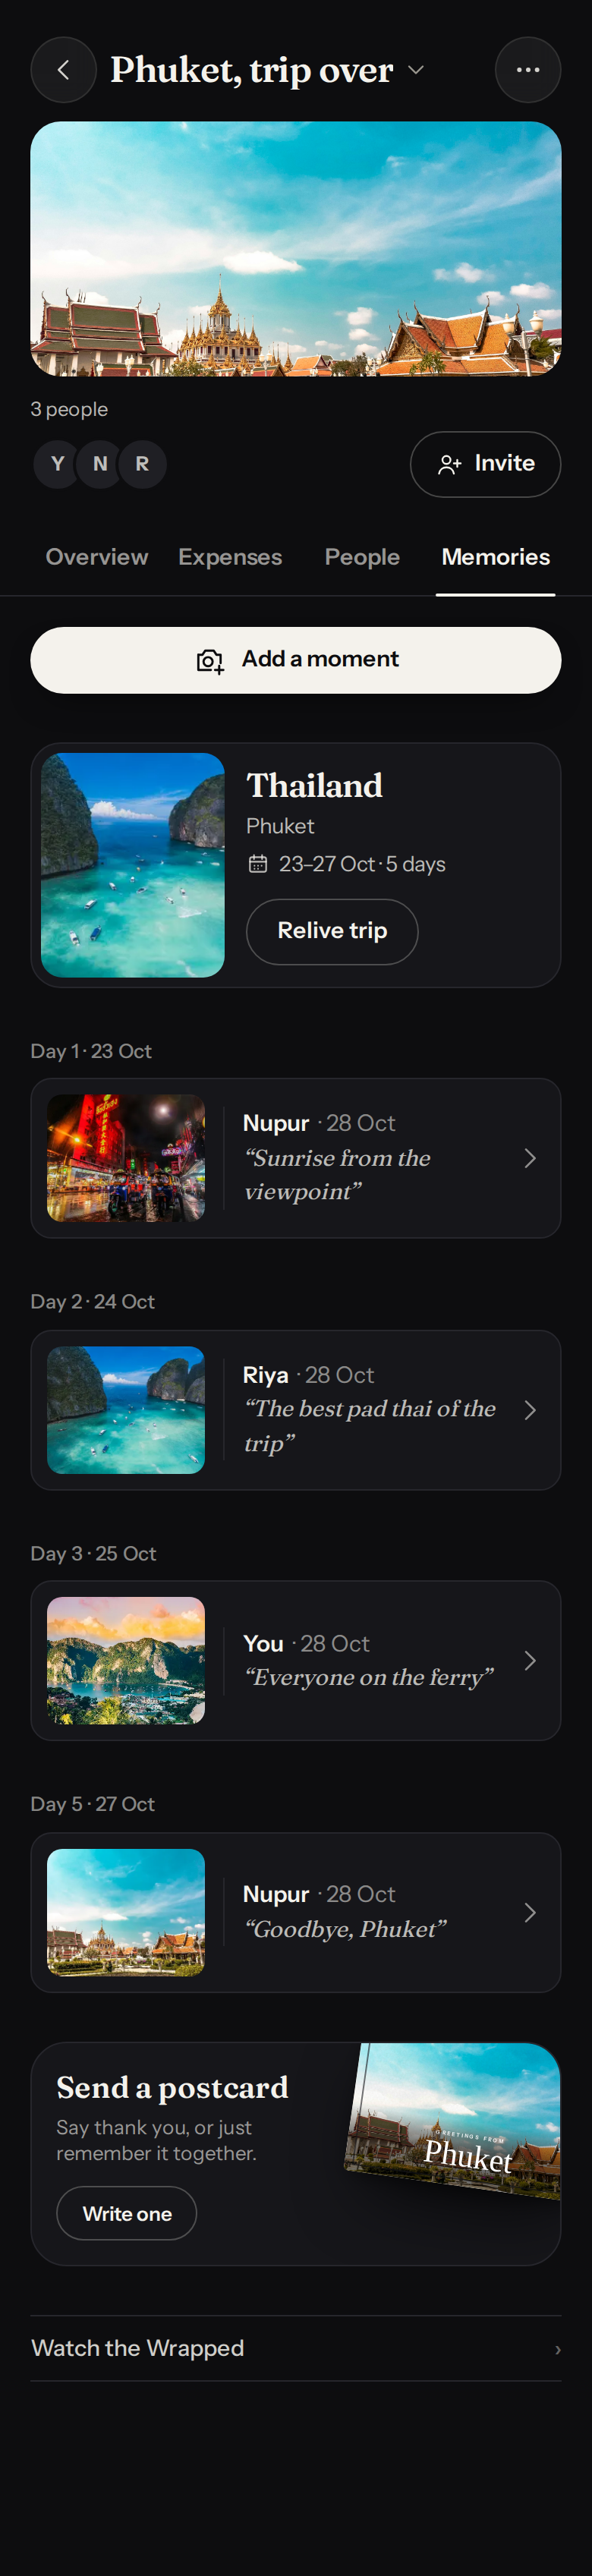 Phuket, trip over
3 people
Y N R
Invite
Overview Expenses People Memories
Add a moment
Thailand
Phuket
23–27 Oct · 5 days
Relive trip
Day 1 · 23 Oct
Nupur · 28 Oct
“Sunrise from the
viewpoint”
Day 2 · 24 Oct
Riya · 28 Oct
“The best pad thai of the
trip”
Day 3 · 25 Oct
You · 28 Oct
“Everyone on the ferry”
Day 5 · 27 Oct
Nupur · 28 Oct
“Goodbye, Phuket”
Send a postcard
Say thank you, or just
remember it together.
Write one
GREETINGS FROM
Phuket
Watch the Wrapped